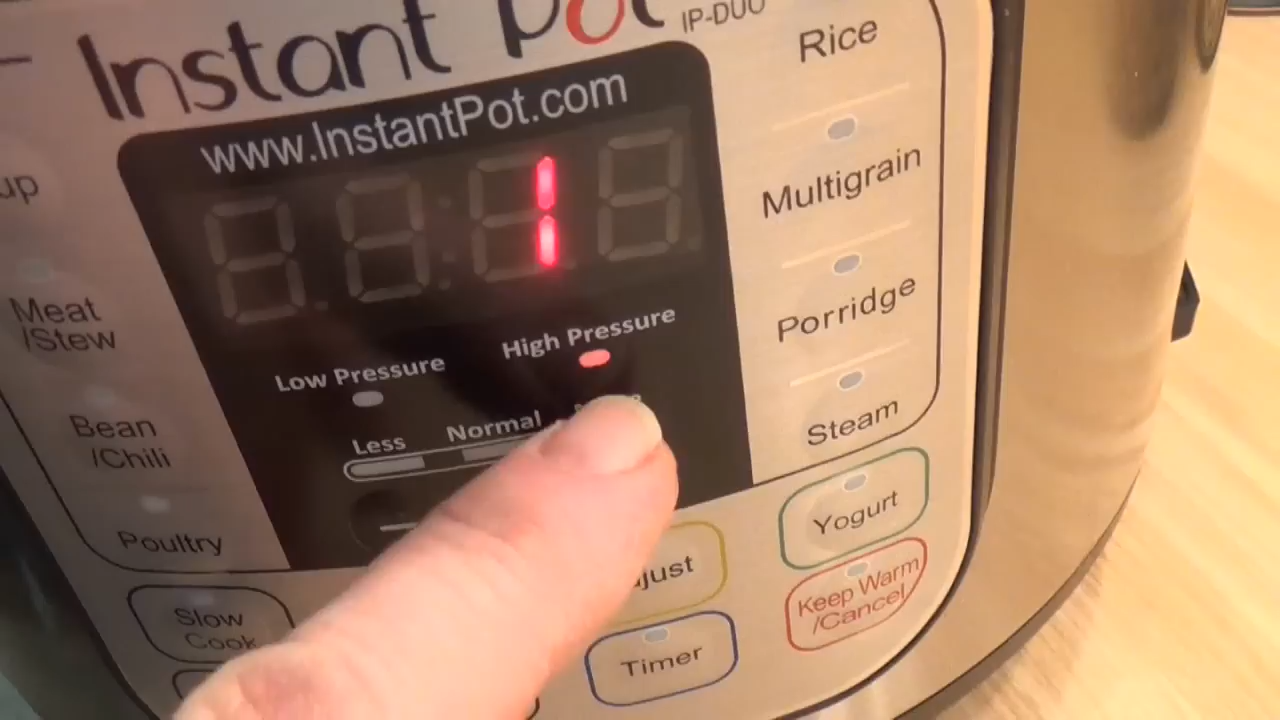 Instant Pot
IP-DUO
www.InstantPot.com
1
Low Pressure
High Pressure
Less
Normal
Meat
/Stew
Bean
/Chili
Poultry
Slow
Cook
Rice
Multigrain
Porridge
Steam
Yogurt
Keep Warm
/Cancel
Timer